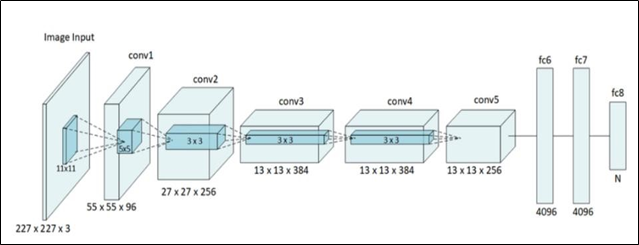 Image Input
conv1
conv2
conv3
conv4
conv5
fc6
fc7
fc8
11x11
5x5
3 x 3
3 x 3
3 x 3
227 x 227 x 3
55 x 55 x 96
27 x 27 x 256
13 x 13 x 384
13 x 13 x 384
13 x 13 x 256
4096
4096
N